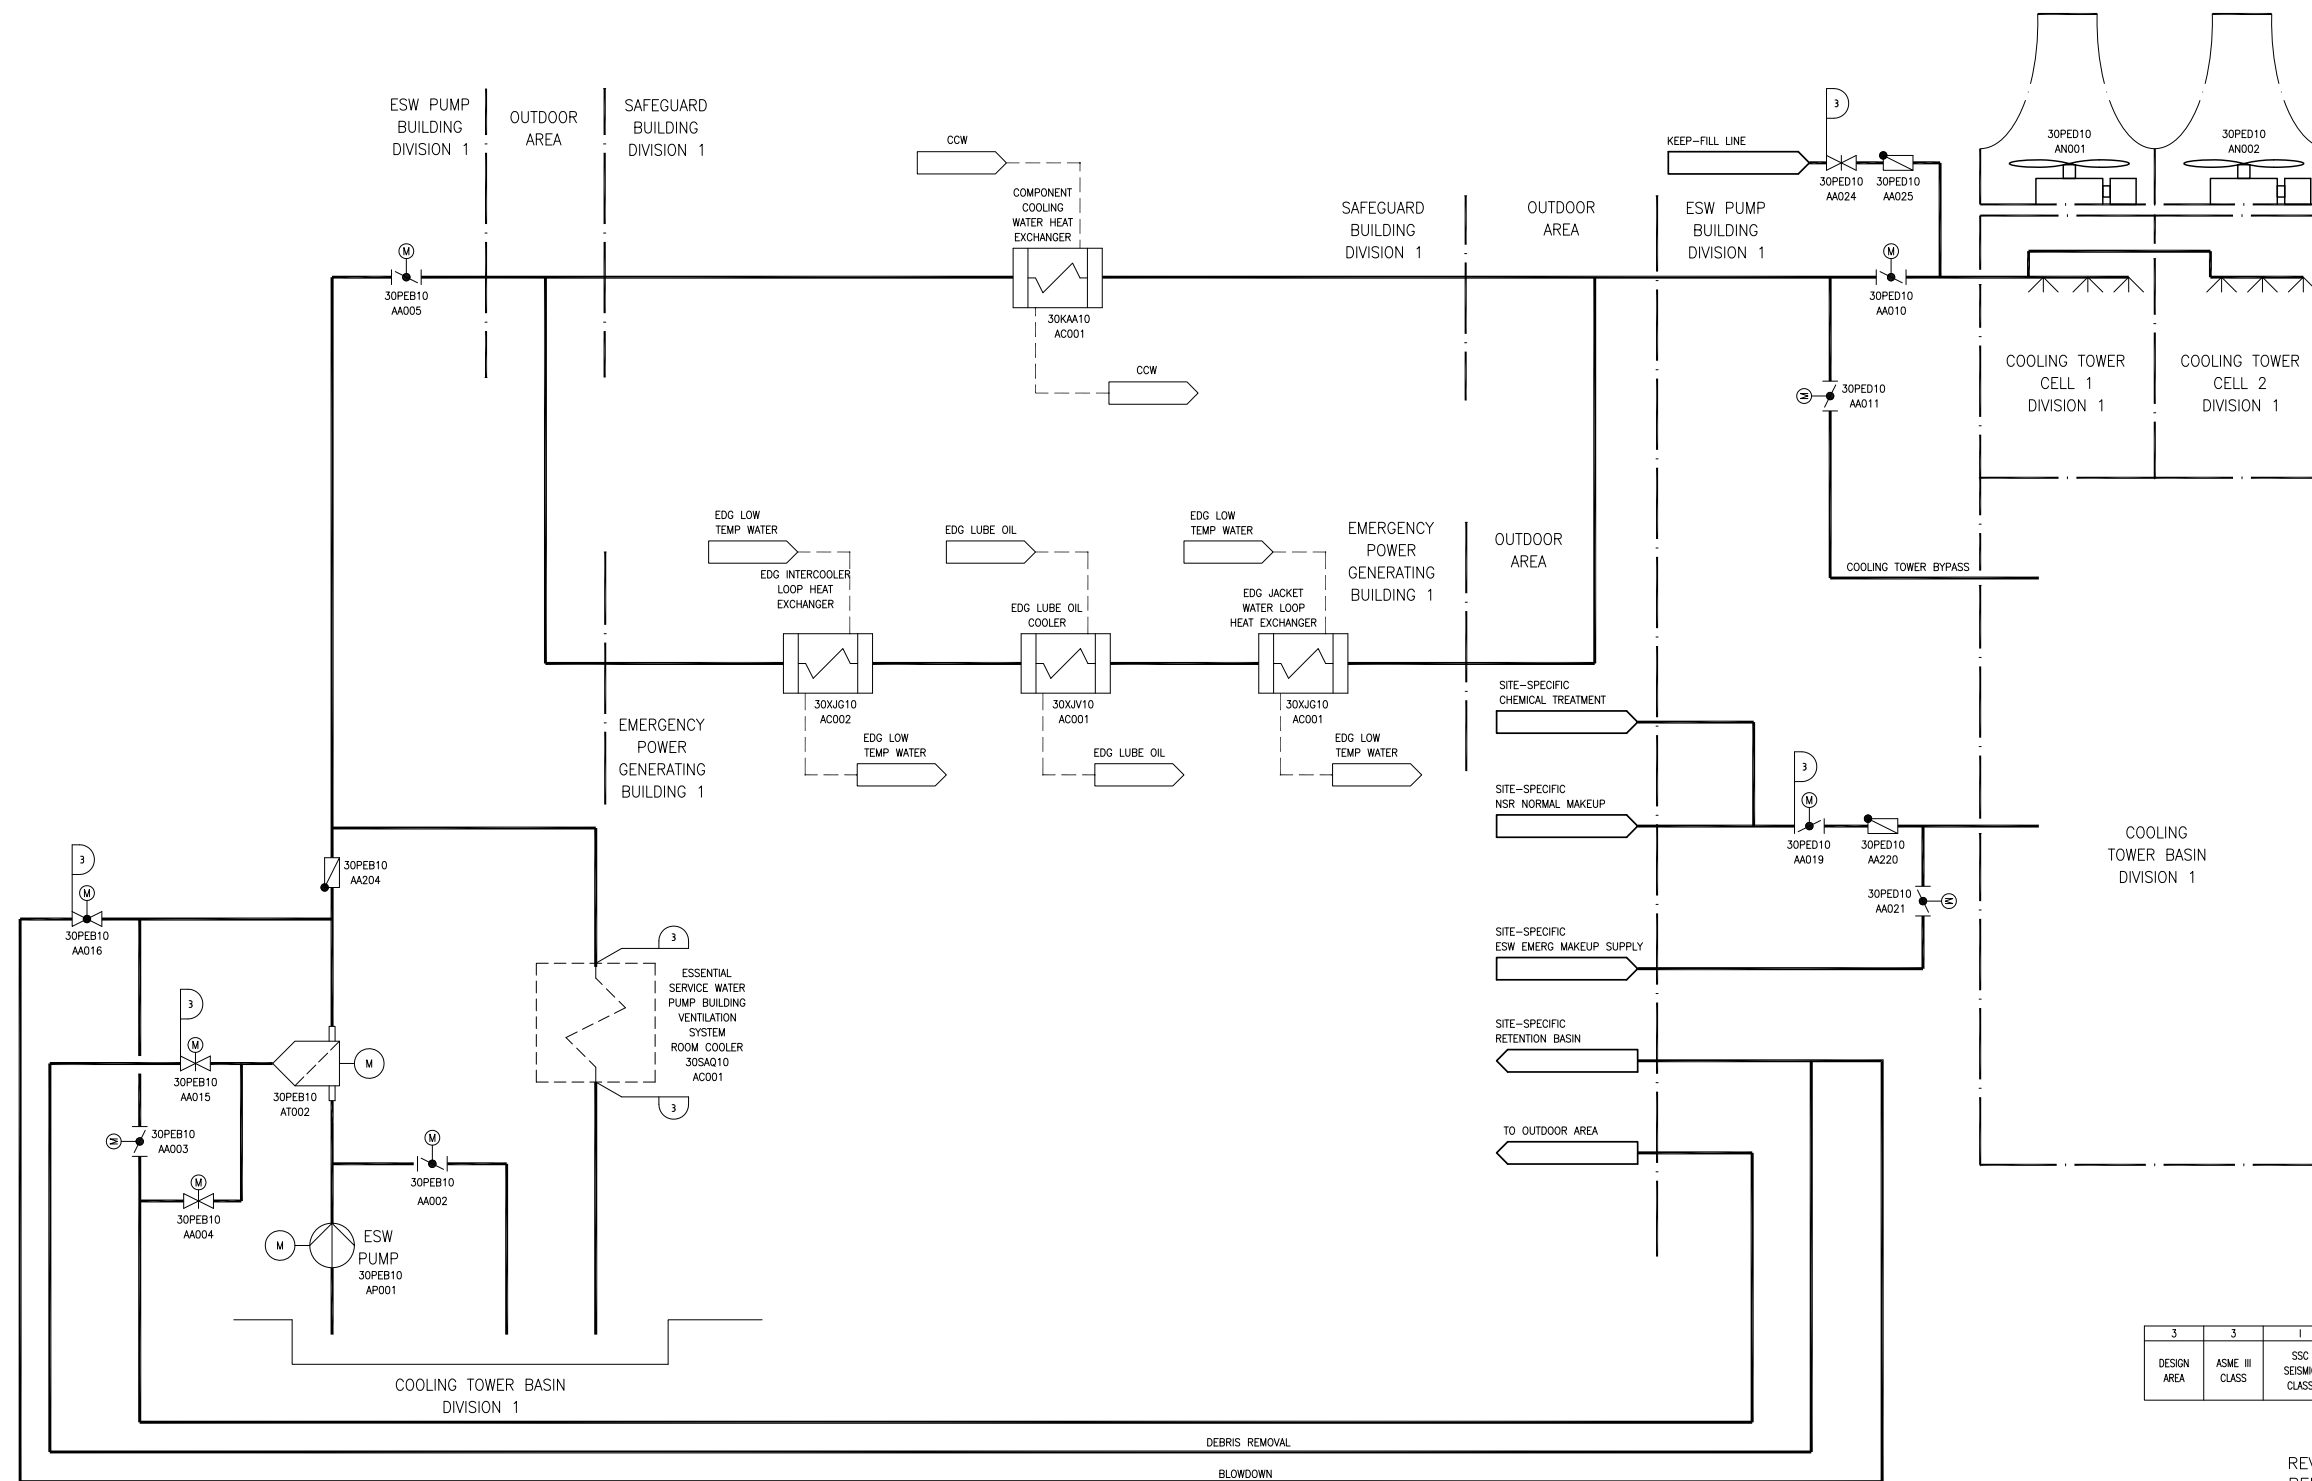 ESW PUMP
BUILDING
DIVISION 1
OUTDOOR
AREA
SAFEGUARD
BUILDING
DIVISION 1
CCW
COMPONENT
COOLING
WATER HEAT
EXCHANGER
30KAA10
AC001
CCW
M
30PEB10
AA005
SAFEGUARD
BUILDING
DIVISION 1
OUTDOOR
AREA
ESW PUMP
BUILDING
DIVISION 1
KEEP-FILL LINE
3
30PED10
AA024
30PED10
AA025
M
30PED10
AA010
30PED10
AN001
30PED10
AN002
COOLING TOWER
CELL 1
DIVISION 1
COOLING TOWER
CELL 2
DIVISION 1
M
30PED10
AA011
COOLING TOWER BYPASS
EDG LOW
TEMP WATER
EDG INTERCOOLER
LOOP HEAT
EXCHANGER
30XJG10
AC002
EDG LOW
TEMP WATER
EDG LUBE OIL
EDG LUBE OIL
COOLER
30XJV10
AC001
EDG LUBE OIL
EDG LOW
TEMP WATER
EDG JACKET
WATER LOOP
HEAT EXCHANGER
30XJG10
AC001
EDG LOW
TEMP WATER
EMERGENCY
POWER
GENERATING
BUILDING 1
OUTDOOR
AREA
EMERGENCY
POWER
GENERATING
BUILDING 1
SITE-SPECIFIC
CHEMICAL TREATMENT
SITE-SPECIFIC
NSR NORMAL MAKEUP
3
M
30PED10
AA019
30PED10
AA220
30PED10
AA021
M
SITE-SPECIFIC
ESW EMERG MAKEUP SUPPLY
SITE-SPECIFIC
RETENTION BASIN
TO OUTDOOR AREA
COOLING
TOWER BASIN
DIVISION 1
3
M
30PEB10
AA016
30PEB10
AA204
3
M
30PEB10
AA015
30PEB10
AT002
M
M
30PEB10
AA003
M
30PEB10
AA004
M
30PEB10
AA002
M
ESW
PUMP
30PEB10
AP001
3
ESSENTIAL
SERVICE WATER
PUMP BUILDING
VENTILATION
SYSTEM
ROOM COOLER
30SAQ10
AC001
3
COOLING TOWER BASIN
DIVISION 1
DEBRIS REMOVAL
BLOWDOWN
3 3 I
DESIGN
AREA
ASME III
CLASS
SSC
SEISMI
CLASS
REV